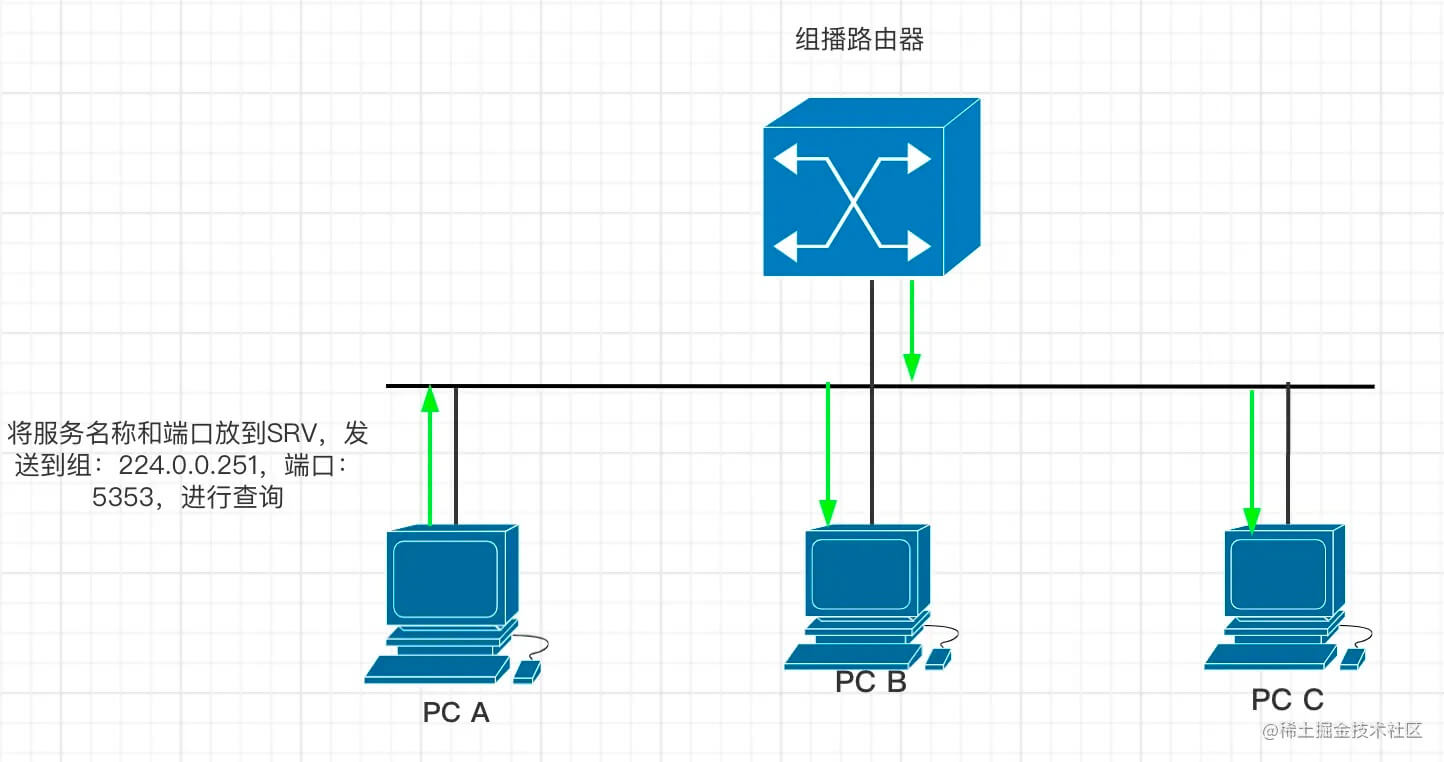 组播路由器
将服务名称和端口放到SRV，发
送到组：224.0.0.251，端口：
5353，进行查询
PC A
PC B
PC C
@稀土掘金技术社区